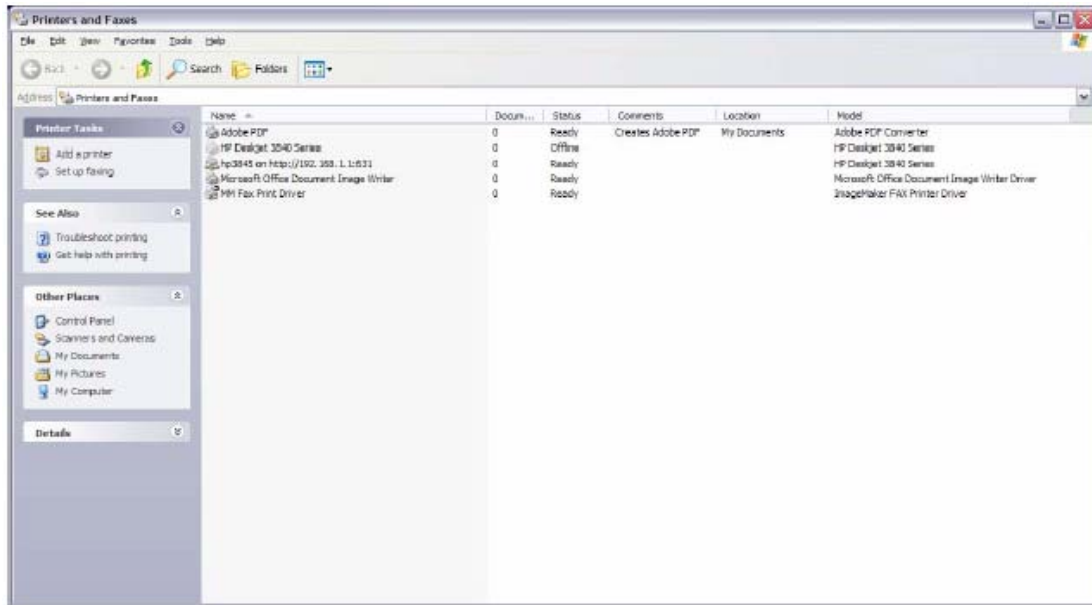 Printers and Faxes
File Edit View Favorites Tools Help
Back Search Folders
Address Printers and Faxes
Printer Tasks
Add a printer
Set up faxing
See Also
Troubleshoot printing
Get help with printing
Other Places
Control Panel
Scanners and Cameras
My Documents
My Pictures
My Computer
Details
Name Docum... Status Comments Location Model
Adobe PDF 0 Ready Creates Adobe PDF My Documents Adobe PDF Converter
HP Deskjet 3840 Series 0 Offline HP Deskjet 3840 Series
hp3845 on http://192.168.1.1:631 0 Ready HP Deskjet 3840 Series
Microsoft Office Document Image Writer 0 Ready Microsoft Office Document Image Writer Driver
MM Fax Print Driver 0 Ready ImageMaker FAX Printer Driver